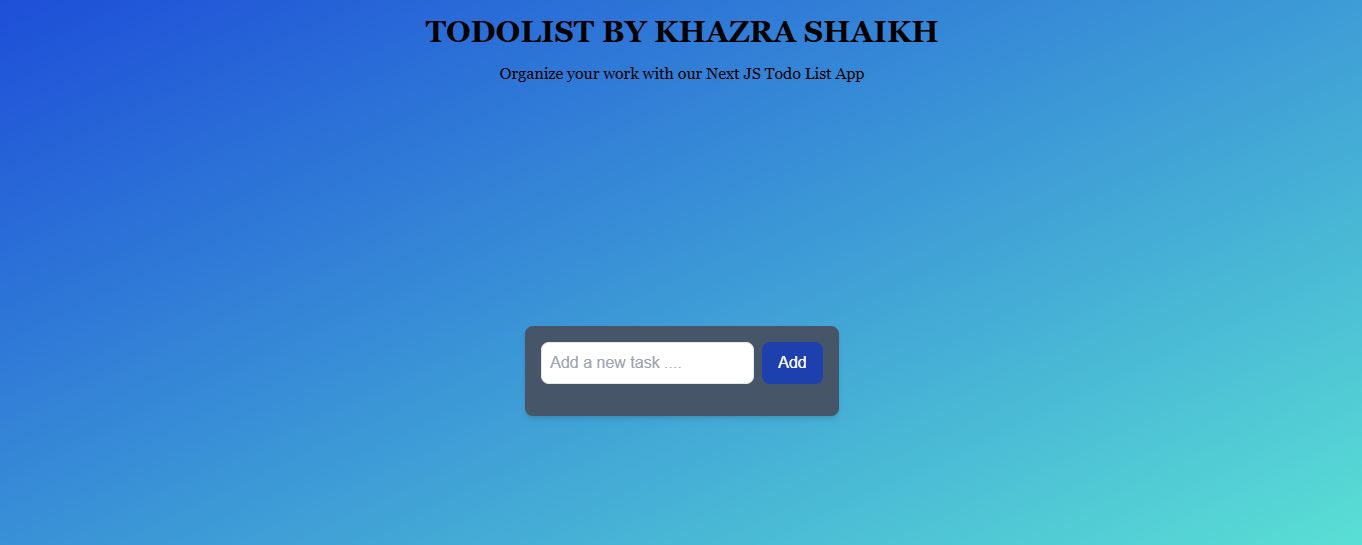 TODOLIST BY KHAZRA SHAIKH
Organize your work with our Next JS Todo List App
Add a new task ....
Add